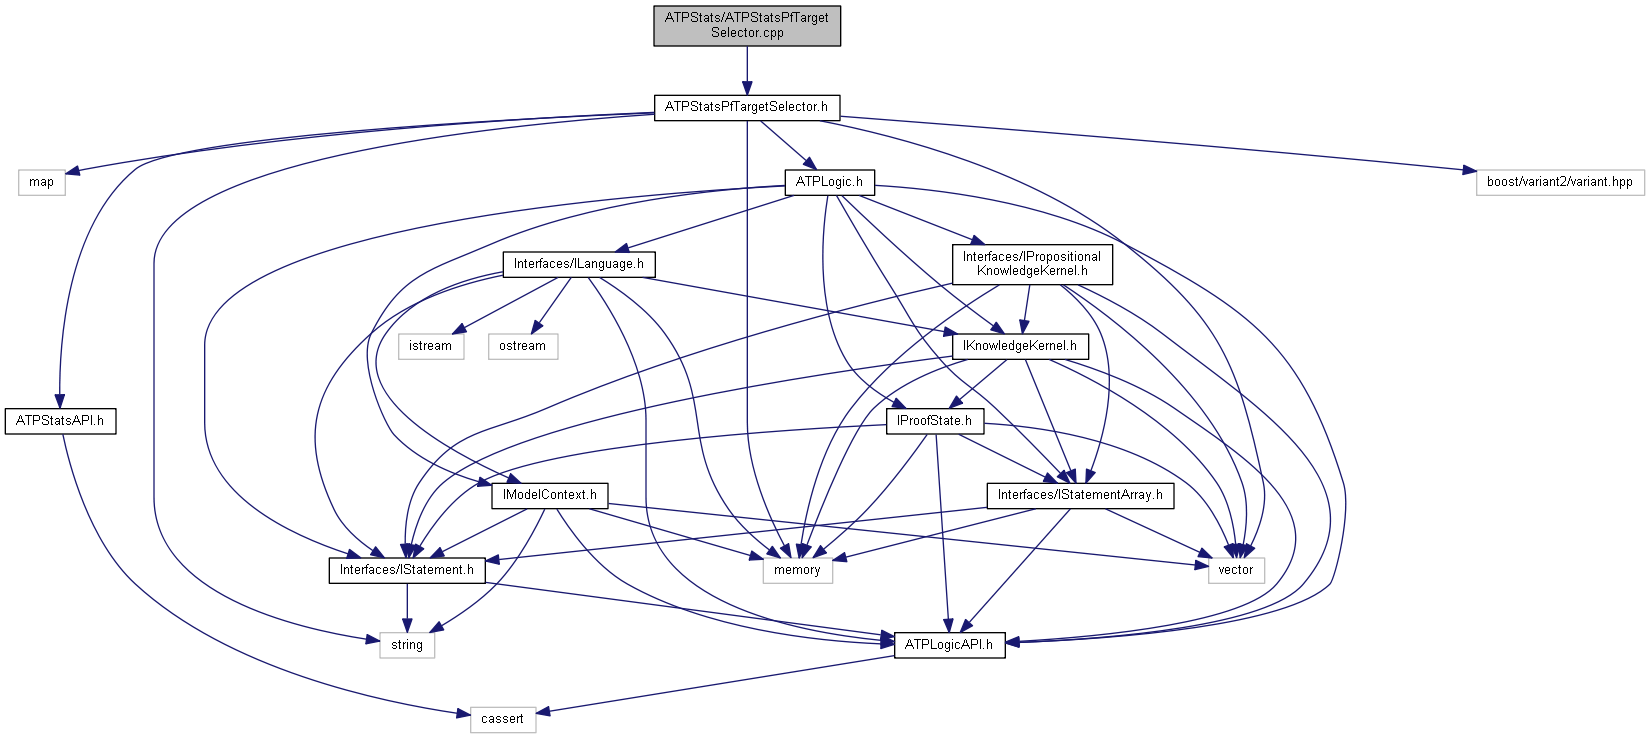 ATPStats/ATPStatsPfTarget
Selector.cpp
ATPStatsPfTargetSelector.h
map
ATPLogic.h
boost/variant2/variant.hpp
Interfaces/ILanguage.h
Interfaces/IPropositional
KnowledgeKernel.h
istream
ostream
IKnowledgeKernel.h
ATPStatsAPI.h
IProofState.h
IModelContext.h
Interfaces/IStatementArray.h
Interfaces/IStatement.h
memory
vector
string
ATPLogicAPI.h
cassert